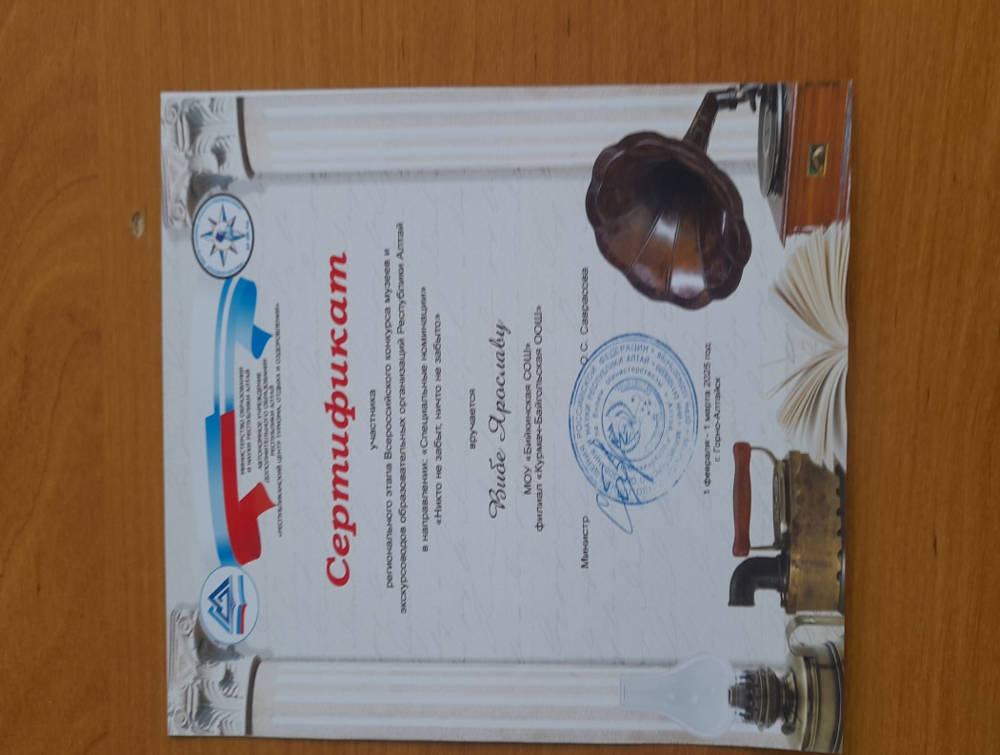 МИНИСТЕРСТВО ОБРАЗОВАНИЯ
И НАУКИ РЕСПУБЛИКИ АЛТАЙ
АВТОНОМНОЕ УЧРЕЖДЕНИЕ
ДОПОЛНИТЕЛЬНОГО ОБРАЗОВАНИЯ
РЕСПУБЛИКИ АЛТАЙ
«РЕСПУБЛИКАНСКИЙ ЦЕНТР ТУРИЗМА, ОТДЫХА И ОЗДОРОВЛЕНИЯ»
Сертификат
участника
регионального этапа Всероссийского конкурса музеев и
экскурсоводов образовательных организаций Республики Алтай
в направлении: «Специальные номинации»
«Никто не забыт, ничто не забыто»
вручается
Вибе Ярославу
МОУ «Бийкинская СОШ»
филиал «Курмач-Байгольская ООШ»
Министр О.С. Саврасова
1 февраля - 1 марта 2025 год
г. Горно-Алтайск